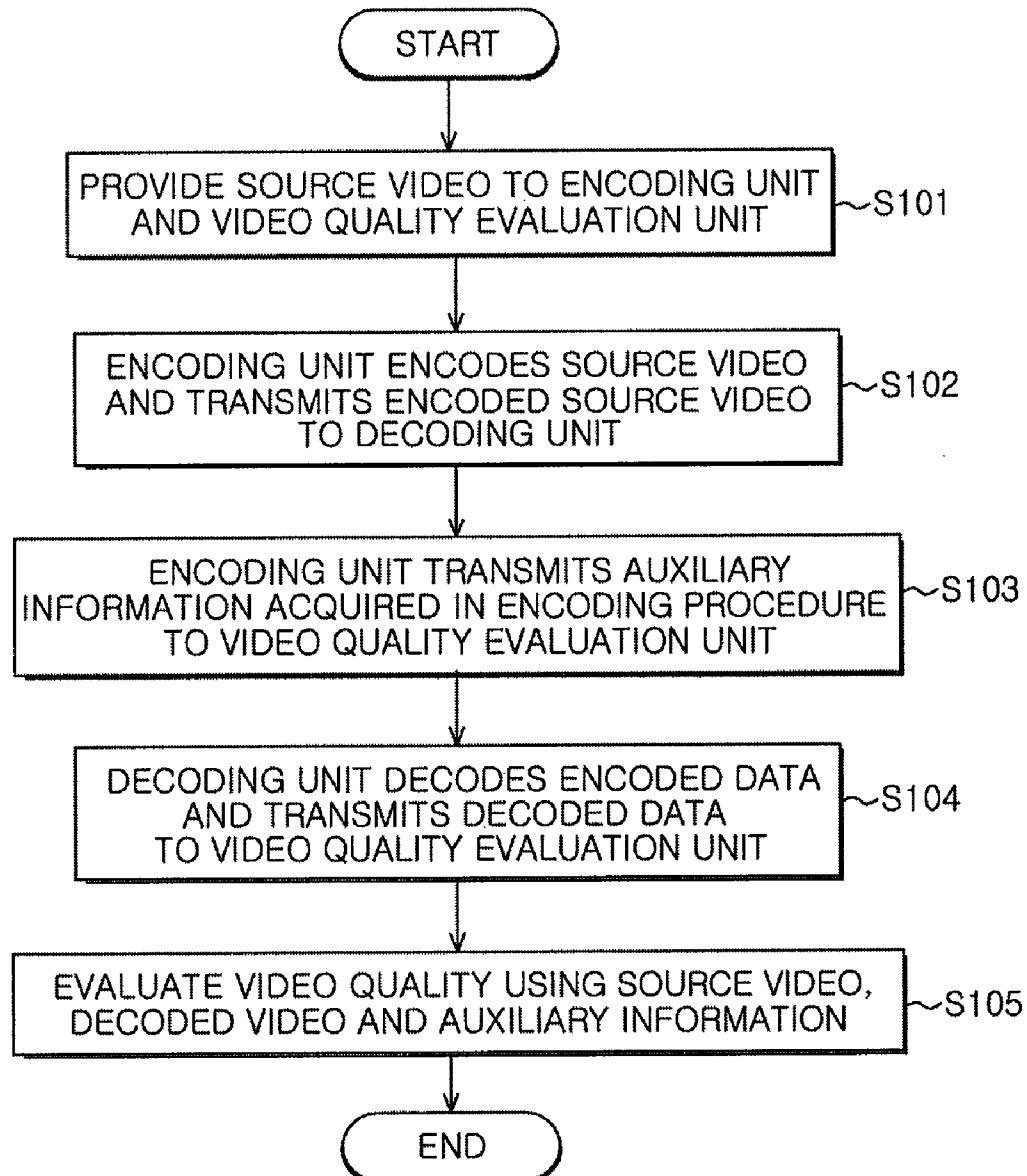 START
PROVIDE SOURCE VIDEO TO ENCODING UNIT
AND VIDEO QUALITY EVALUATION UNIT
S101
ENCODING UNIT ENCODES SOURCE VIDEO
AND TRANSMITS ENCODED SOURCE VIDEO
TO DECODING UNIT
S102
ENCODING UNIT TRANSMITS AUXILIARY
INFORMATION ACQUIRED IN ENCODING PROCEDURE
TO VIDEO QUALITY EVALUATION UNIT
S103
DECODING UNIT DECODES ENCODED DATA
AND TRANSMITS DECODED DATA
TO VIDEO QUALITY EVALUATION UNIT
S104
EVALUATE VIDEO QUALITY USING SOURCE VIDEO,
DECODED VIDEO AND AUXILIARY INFORMATION
S105
END